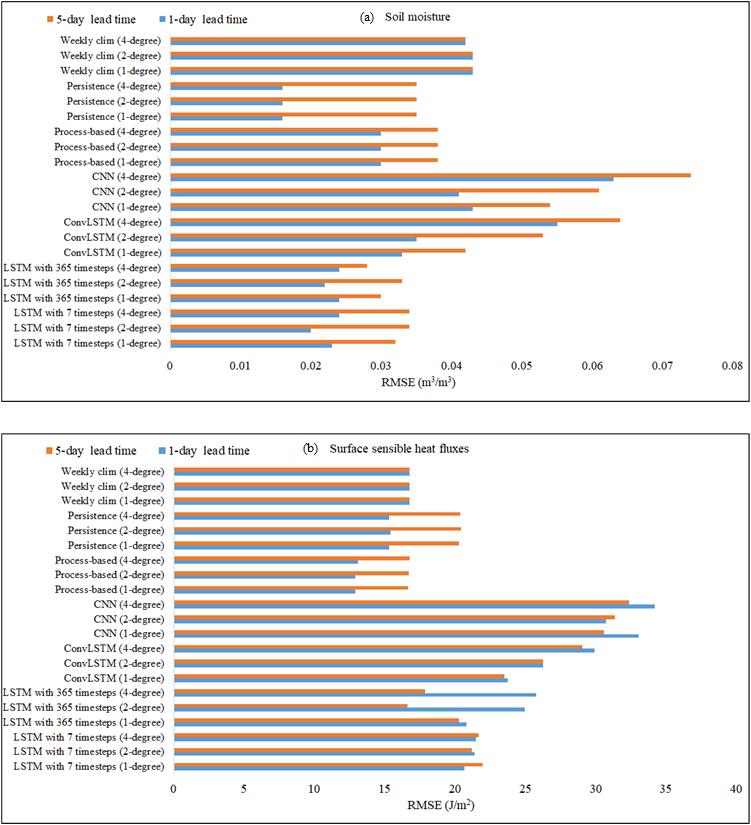 (a) Soil moisture
5-day lead time 1-day lead time
Weekly clim (4-degree)
Weekly clim (2-degree)
Weekly clim (1-degree)
Persistence (4-degree)
Persistence (2-degree)
Persistence (1-degree)
Process-based (4-degree)
Process-based (2-degree)
Process-based (1-degree)
CNN (4-degree)
CNN (2-degree)
CNN (1-degree)
ConvLSTM (4-degree)
ConvLSTM (2-degree)
ConvLSTM (1-degree)
LSTM with 365 timesteps (4-degree)
LSTM with 365 timesteps (2-degree)
LSTM with 365 timesteps (1-degree)
LSTM with 7 timesteps (4-degree)
LSTM with 7 timesteps (2-degree)
LSTM with 7 timesteps (1-degree)
0 0.01 0.02 0.03 0.04 0.05 0.06 0.07 0.08
RMSE (m³/m³)
(b) Surface sensible heat fluxes
5-day lead time 1-day lead time
Weekly clim (4-degree)
Weekly clim (2-degree)
Weekly clim (1-degree)
Persistence (4-degree)
Persistence (2-degree)
Persistence (1-degree)
Process-based (4-degree)
Process-based (2-degree)
Process-based (1-degree)
CNN (4-degree)
CNN (2-degree)
CNN (1-degree)
ConvLSTM (4-degree)
ConvLSTM (2-degree)
ConvLSTM (1-degree)
LSTM with 365 timesteps (4-degree)
LSTM with 365 timesteps (2-degree)
LSTM with 365 timesteps (1-degree)
LSTM with 7 timesteps (4-degree)
LSTM with 7 timesteps (2-degree)
LSTM with 7 timesteps (1-degree)
0 5 10 15 20 25 30 35 40
RMSE (J/m²)